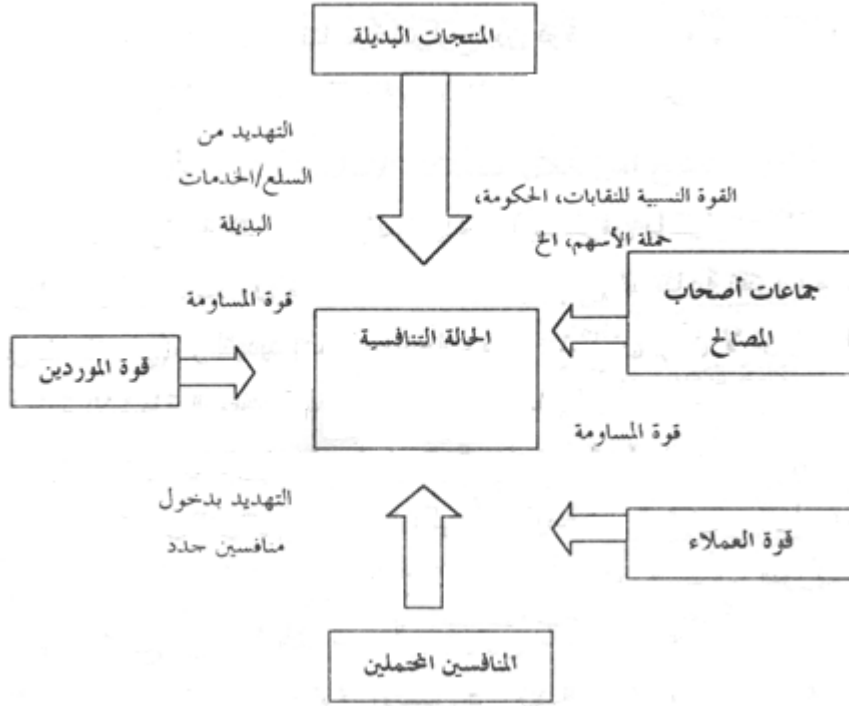 المنتجات البديلة
التهديد من
السلع/الخدمات
البديلة
القوة النسبية للنقابات، الحكومة،
حملة الأسهم، الخ
جماعات أصحاب
المصالح
قوة المساومة
الحالة التنافسية
قوة الموردين
قوة المساومة
التهديد بدخول
منافسين جدد
قوة العملاء
المنافسين المحتملين